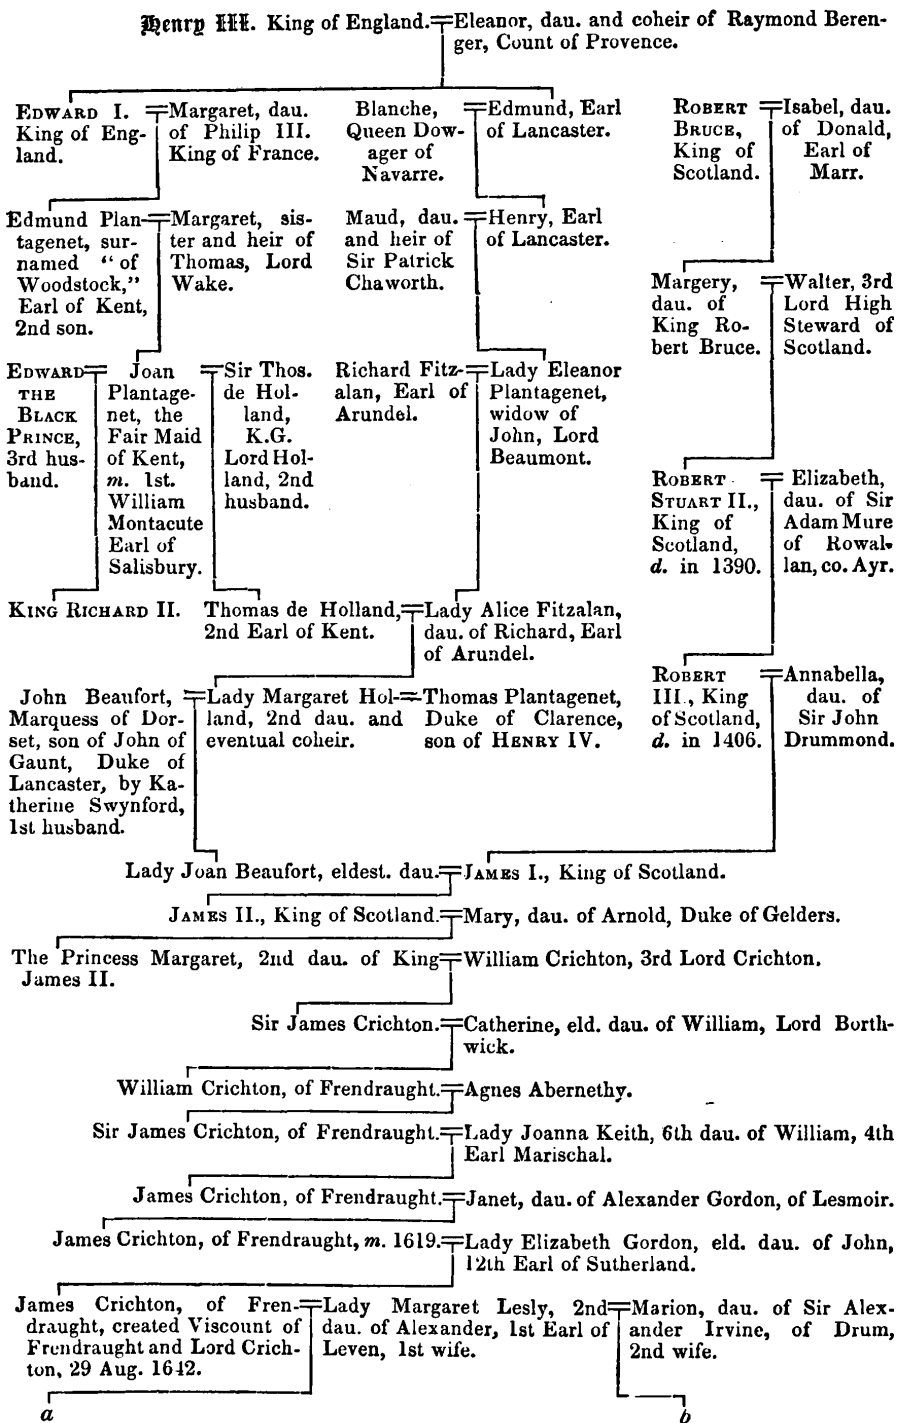 Henry III. King of England.╤Eleanor, dau. and coheir of Raymond Beren-
ger, Count of Provence.
EDWARD I.
King of Eng-
land.
Margaret, dau.
of Philip III.
King of France.
Blanche,
Queen Dow-
ager of
Navarre.
Edmund, Earl
of Lancaster.
ROBERT
BRUCE,
King of
Scotland.
Isabel, dau.
of Donald,
Earl of
Marr.
Edmund Plan-
tagenet, sur-
named "of
Woodstock,"
Earl of Kent,
2nd son.
Margaret, sis-
ter and heir of
Thomas, Lord
Wake.
Maud, dau.
and heir of
Sir Patrick
Chaworth.
Henry, Earl
of Lancaster.
Margery,
dau. of
King Ro-
bert Bruce.
Walter, 3rd
Lord High
Steward of
Scotland.
EDWARD
THE
BLACK
PRINCE,
3rd hus-
band.
Joan
Plantage-
net, the
Fair Maid
of Kent,
m. 1st.
William
Montacute
Earl of
Salisbury.
Sir Thos.
de Hol-
land,
K.G.
Lord Hol-
land, 2nd
husband.
Richard Fitz-
alan, Earl of
Arundel.
Lady Eleanor
Plantagenet,
widow of
John, Lord
Beaumont.
ROBERT
STUART II.,
King of
Scotland,
d. in 1390.
Elizabeth,
dau. of Sir
Adam Mure
of Rowal-
lan, co. Ayr.
KING RICHARD II.
Thomas de Holland,
2nd Earl of Kent.
Lady Alice Fitzalan,
dau. of Richard, Earl
of Arundel.
John Beaufort,
Marquess of Dor-
set, son of John of
Gaunt, Duke of
Lancaster, by Ka-
therine Swynford,
1st husband.
Lady Margaret Hol-
land, 2nd dau. and
eventual coheir.
Thomas Plantagenet,
Duke of Clarence,
son of HENRY IV.
ROBERT
III., King
of Scotland,
d. in 1406.
Annabella,
dau. of
Sir John
Drummond.
Lady Joan Beaufort, eldest. dau.╤JAMES I., King of Scotland.
JAMES II., King of Scotland.╤Mary, dau. of Arnold, Duke of Gelders.
The Princess Margaret, 2nd dau. of King
James II.
William Crichton, 3rd Lord Crichton.
Sir James Crichton.╤Catherine, eld. dau. of William, Lord Borth-
wick.
William Crichton, of Frendraught.╤Agnes Abernethy.
Sir James Crichton, of Frendraught.╤Lady Joanna Keith, 6th dau. of William, 4th
Earl Marischal.
James Crichton, of Frendraught.╤Janet, dau. of Alexander Gordon, of Lesmoir.
James Crichton, of Frendraught, m. 1619.╤Lady Elizabeth Gordon, eld. dau. of John,
12th Earl of Sutherland.
James Crichton, of Fren-
draught, created Viscount of
Frendraught and Lord Crich-
ton, 29 Aug. 1642.
Lady Margaret Lesly, 2nd
dau. of Alexander, 1st Earl of
Leven, 1st wife.
Marion, dau. of Sir Alex-
ander Irvine, of Drum,
2nd wife.
a
b